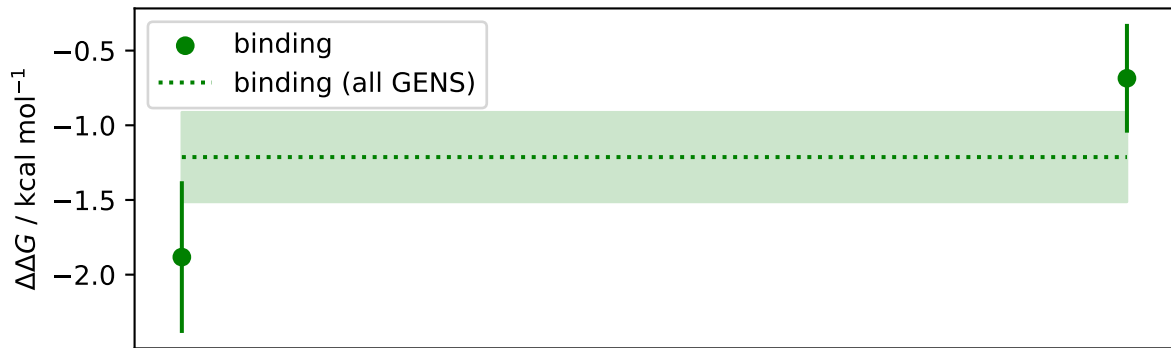 binding
binding (all GENS)
−0.5
−1.0
−1.5
−2.0
ΔΔG / kcal mol⁻¹